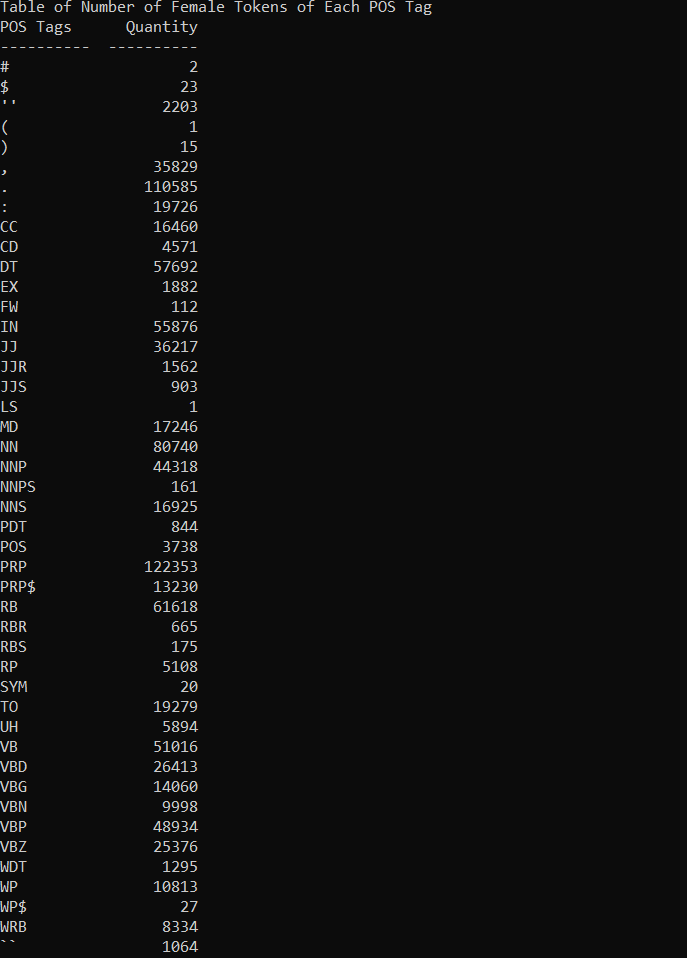 Table of Number of Female Tokens of Each POS Tag
POS Tags      Quantity
----------  ----------
#                    2
$                   23
''                2203
(                    1
)                   15
,                35829
.               110585
:                19726
CC               16460
CD                4571
DT               57692
EX                1882
FW                 112
IN               55876
JJ               36217
JJR               1562
JJS                903
LS                   1
MD               17246
NN               80740
NNP              44318
NNPS               161
NNS              16925
PDT                844
POS               3738
PRP             122353
PRP$             13230
RB               61618
RBR                665
RBS                175
RP                5108
SYM                 20
TO               19279
UH                5894
VB               51016
VBD              26413
VBG              14060
VBN               9998
VBP              48934
VBZ              25376
WDT               1295
WP               10813
WP$                 27
WRB               8334
``                1064